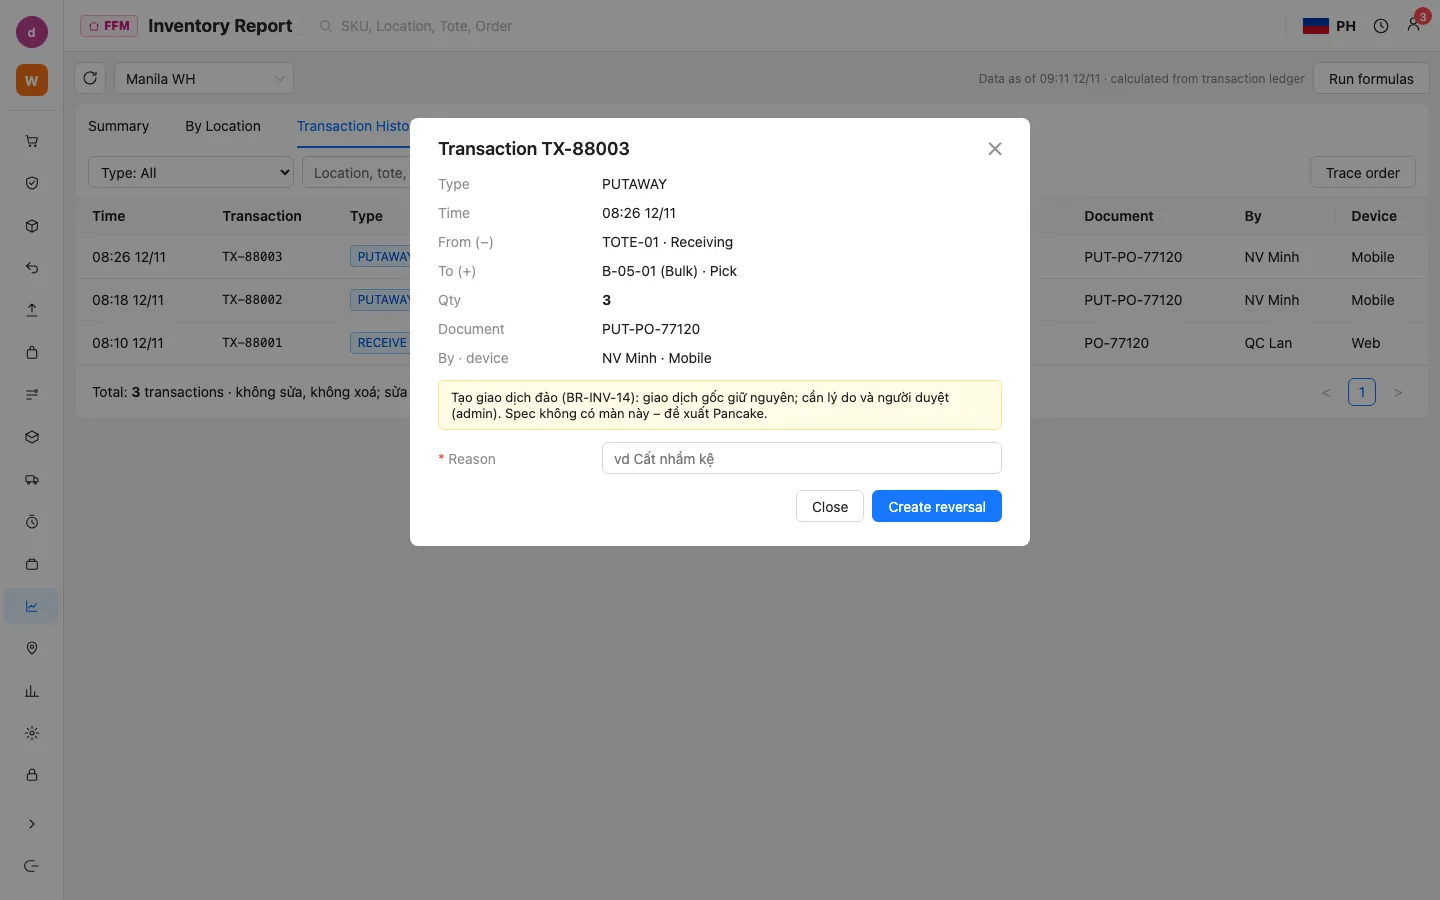 d
FFM
Inventory Report
SKU, Location, Tote, Order
PH
3
W
Manila WH
Data as of 09:11 12/11 · calculated from transaction ledger
Run formulas
Summary
By Location
Transaction Histo
Type: All
Location, tote,
Trace order
Time Transaction Type Document By Device
08:26 12/11 TX-88003 PUTAWAY PUT-PO-77120 NV Minh Mobile
08:18 12/11 TX-88002 PUTAWAY PUT-PO-77120 NV Minh Mobile
08:10 12/11 TX-88001 RECEIVE PO-77120 QC Lan Web
Total: 3 transactions · không sửa, không xoá; sửa
< 1 >
Transaction TX-88003
Type PUTAWAY
Time 08:26 12/11
From (−) TOTE-01 · Receiving
To (+) B-05-01 (Bulk) · Pick
Qty 3
Document PUT-PO-77120
By · device NV Minh · Mobile
Tạo giao dịch đảo (BR-INV-14): giao dịch gốc giữ nguyên; cần lý do và người duyệt
(admin). Spec không có màn này – đề xuất Pancake.
* Reason vd Cất nhầm kệ
Close
Create reversal